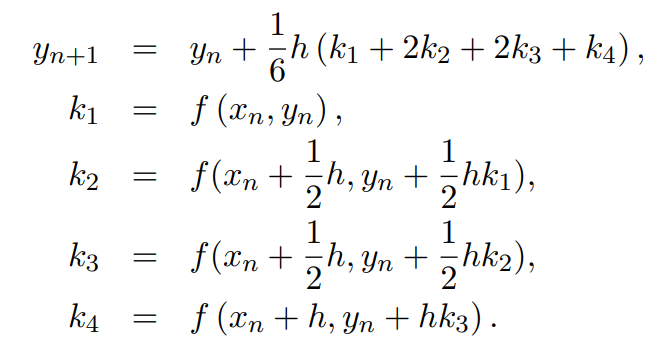 y_{n+1} = y_n + \frac{1}{6}h (k_1 + 2k_2 + 2k_3 + k_4) ,
k_1 = f (x_n, y_n) ,
k_2 = f(x_n + \frac{1}{2}h, y_n + \frac{1}{2}hk_1),
k_3 = f(x_n + \frac{1}{2}h, y_n + \frac{1}{2}hk_2),
k_4 = f (x_n + h, y_n + hk_3) .